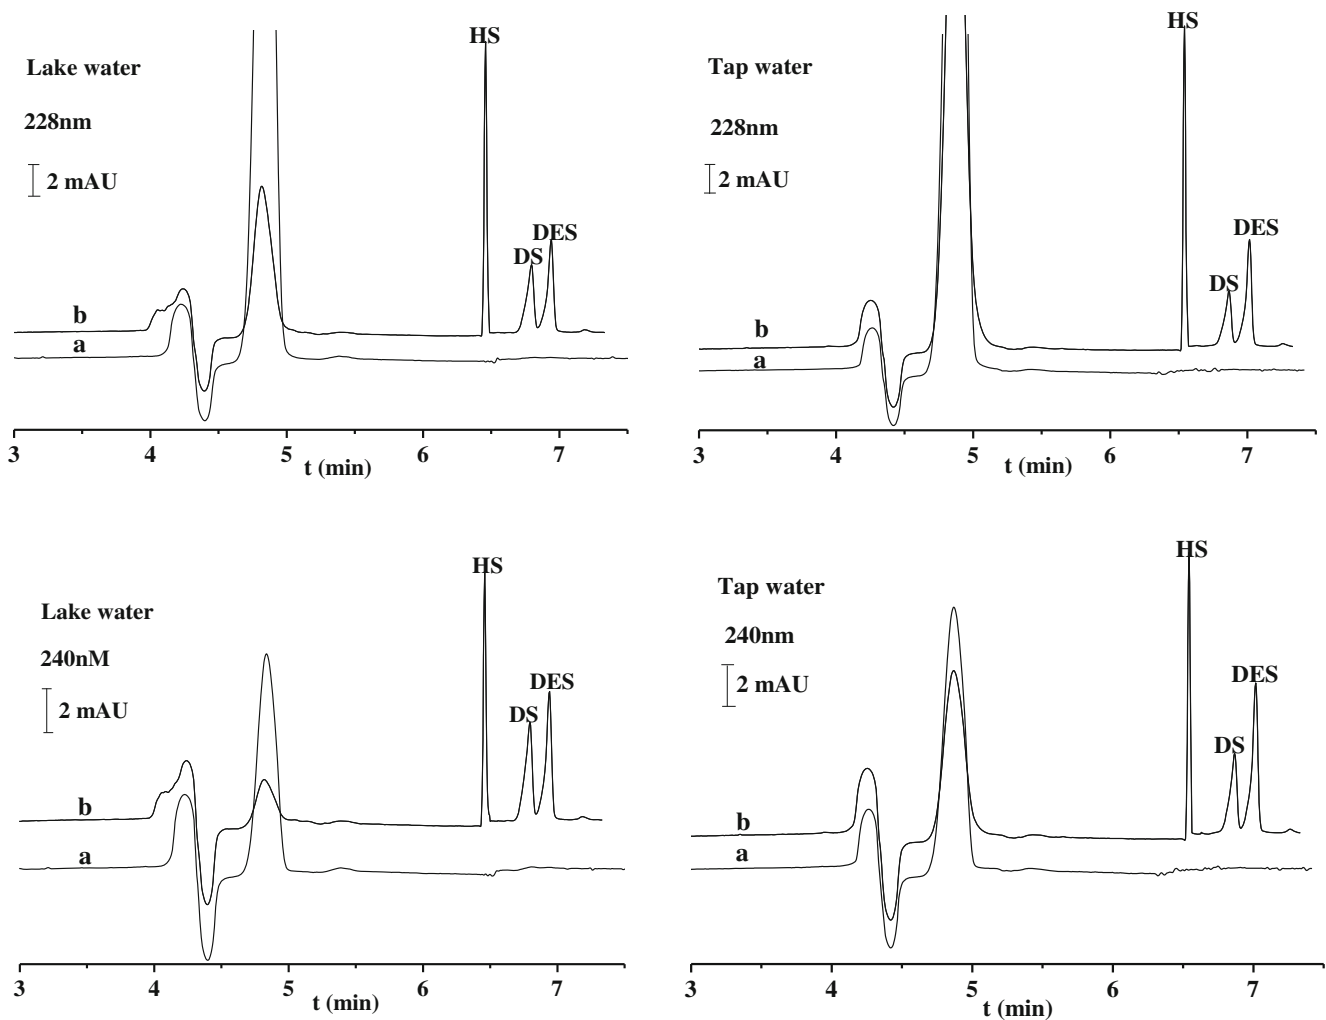 HS
Lake water
228nm
2 mAU
DES
DS
b
a
3 4 5 6 7
t (min)
HS
Tap water
228nm
2 mAU
DES
DS
b
a
3 4 5 6 7
t (min)
HS
Lake water
240nM
2 mAU
DES
DS
b
a
3 4 5 6 7
t (min)
HS
Tap water
240nm
2 mAU
DES
DS
b
a
3 4 5 6 7
t (min)